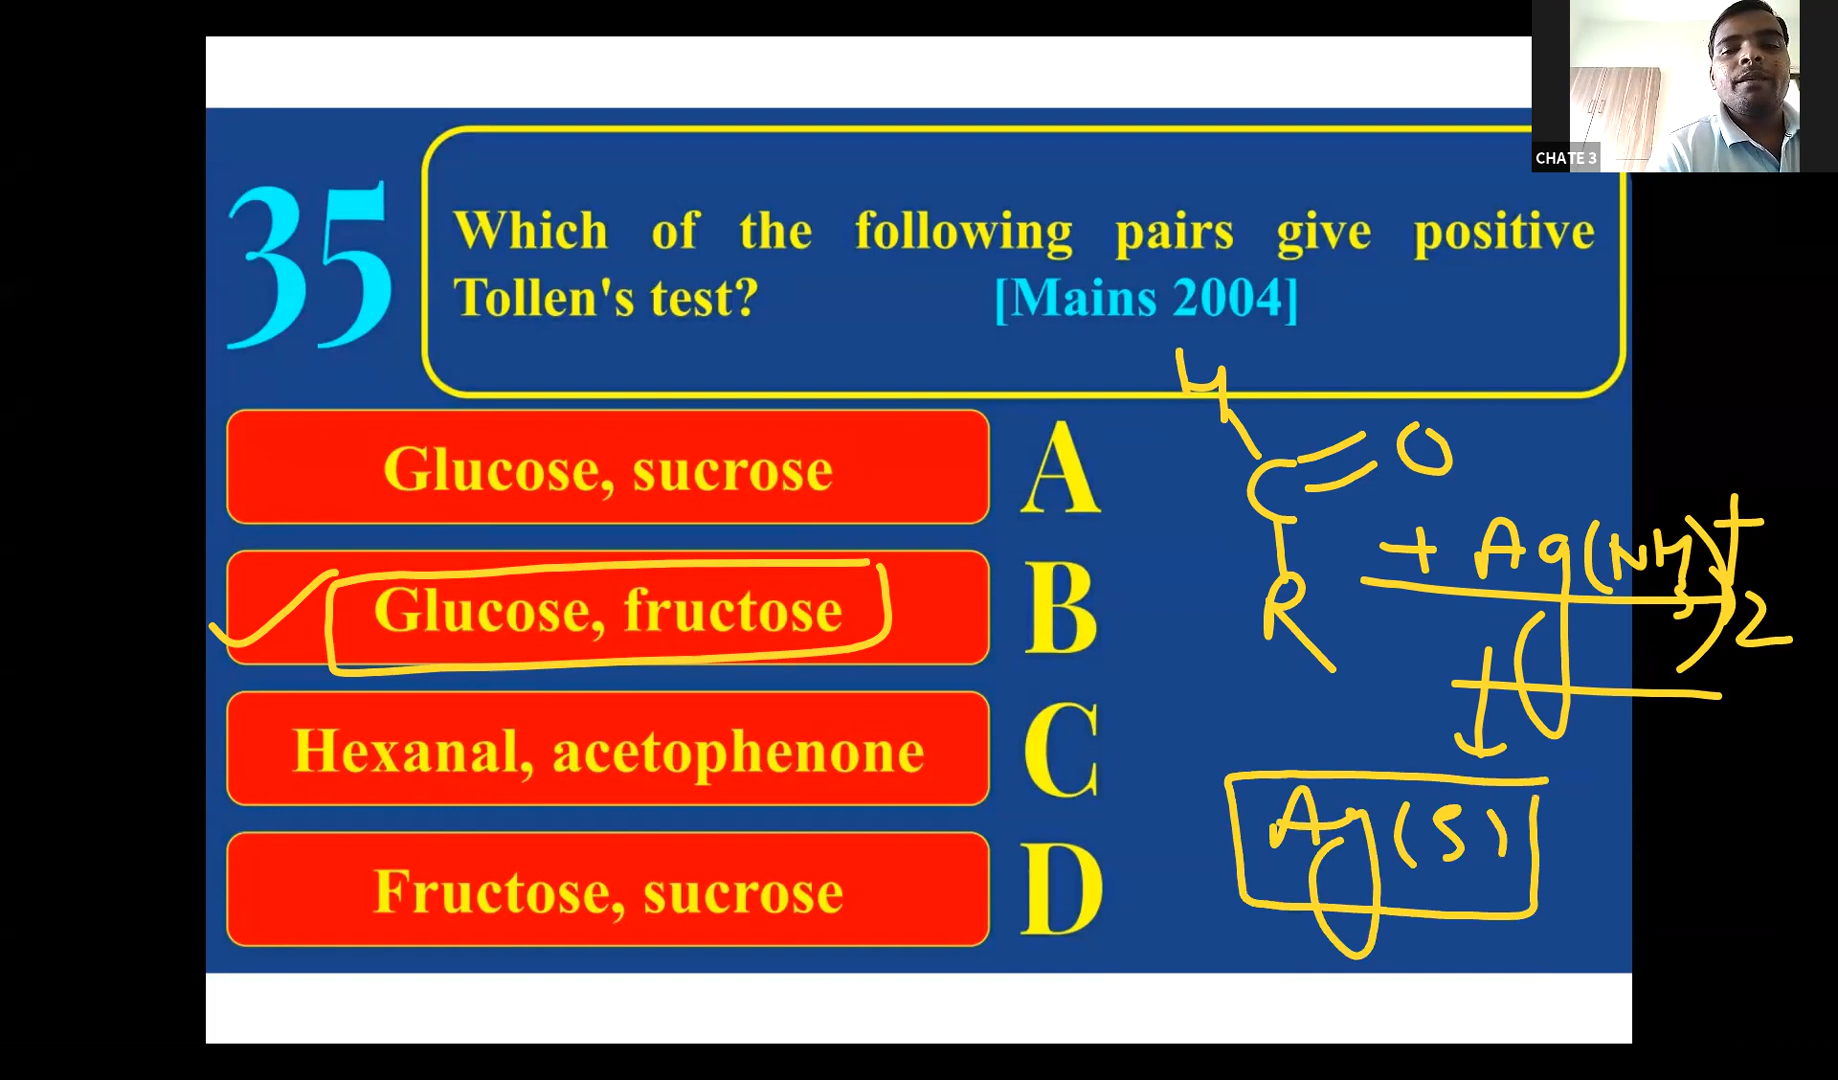 CHATE 3
35
Which of the following pairs give positive
Tollen's test? [Mains 2004]
Glucose, sucrose A
Glucose, fructose B
Hexanal, acetophenone C
Fructose, sucrose D
H
C=O
R
+ Ag(NH3)2+
Ag(s)